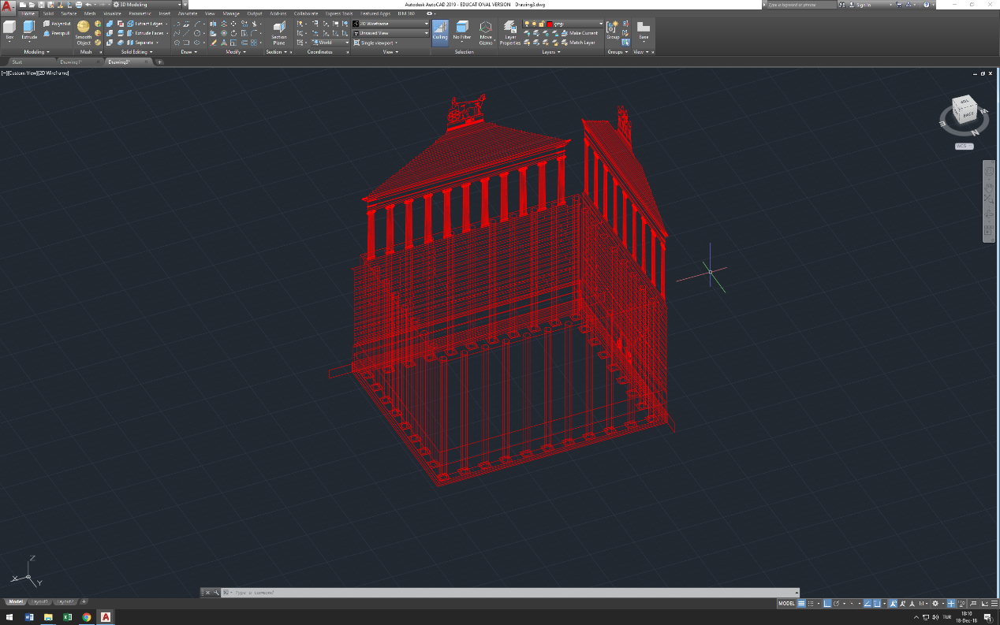 3D Modeling
Autodesk AutoCAD 2019 - EDUCATIONAL VERSION Drawing3.dwg
Type a keyword or phrase
Sign In
Home Solid Surface Mesh Visualize Parametric Insert Annotate View Manage Output Add-ins Collaborate Express Tools Featured Apps BIM 360
Box
Extrude
Polysolid
Presspull
Smooth Object
Extract Edges
Extrude Faces
Separate
Section Plane
World
2D Wireframe
Unsaved View
Single viewport
Culling
No Filter
Move Gizmo
Layer Properties
Make Current
Match Layer
Group
Base
Modeling
Mesh
Solid Editing
Draw
Modify
Section
Coordinates
View
Selection
Layers
Groups
View
Start
Drawing1*
Drawing3*
[−][Custom View][2D Wireframe]
TOP
BACK
E
N
WCS
Z
X
Y
Type a command
Model Layout1 Layout2
MODEL
TUR
18:10
18-Dec-18